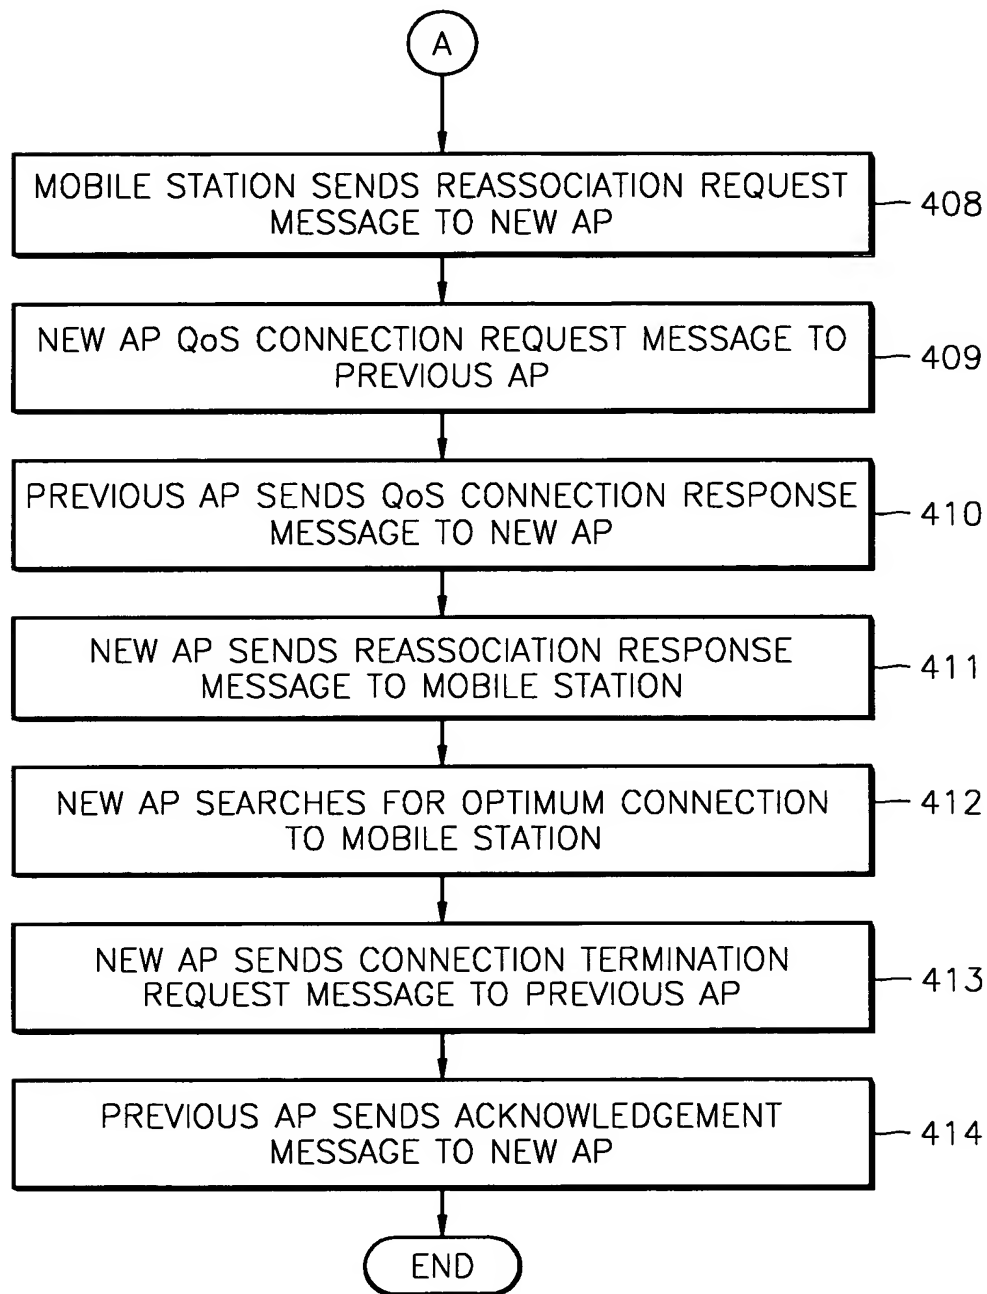 A
MOBILE STATION SENDS REASSOCIATION REQUEST
MESSAGE TO NEW AP
408
NEW AP QoS CONNECTION REQUEST MESSAGE TO
PREVIOUS AP
409
PREVIOUS AP SENDS QoS CONNECTION RESPONSE
MESSAGE TO NEW AP
410
NEW AP SENDS REASSOCIATION RESPONSE
MESSAGE TO MOBILE STATION
411
NEW AP SEARCHES FOR OPTIMUM CONNECTION
TO MOBILE STATION
412
NEW AP SENDS CONNECTION TERMINATION
REQUEST MESSAGE TO PREVIOUS AP
413
PREVIOUS AP SENDS ACKNOWLEDGEMENT
MESSAGE TO NEW AP
414
END